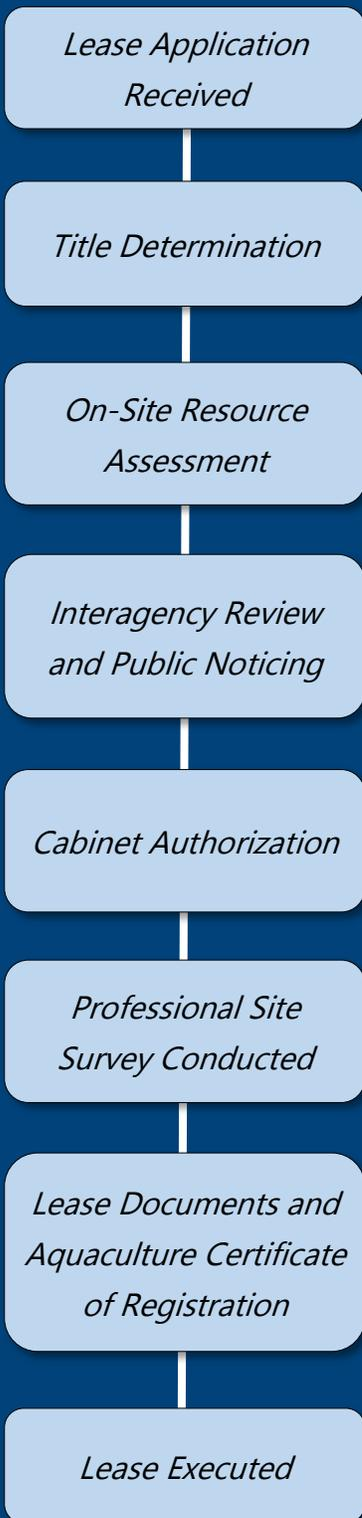 Lease Application
Received
Title Determination
On-Site Resource
Assessment
Interagency Review
and Public Noticing
Cabinet Authorization
Professional Site
Survey Conducted
Lease Documents and
Aquaculture Certificate
of Registration
Lease Executed